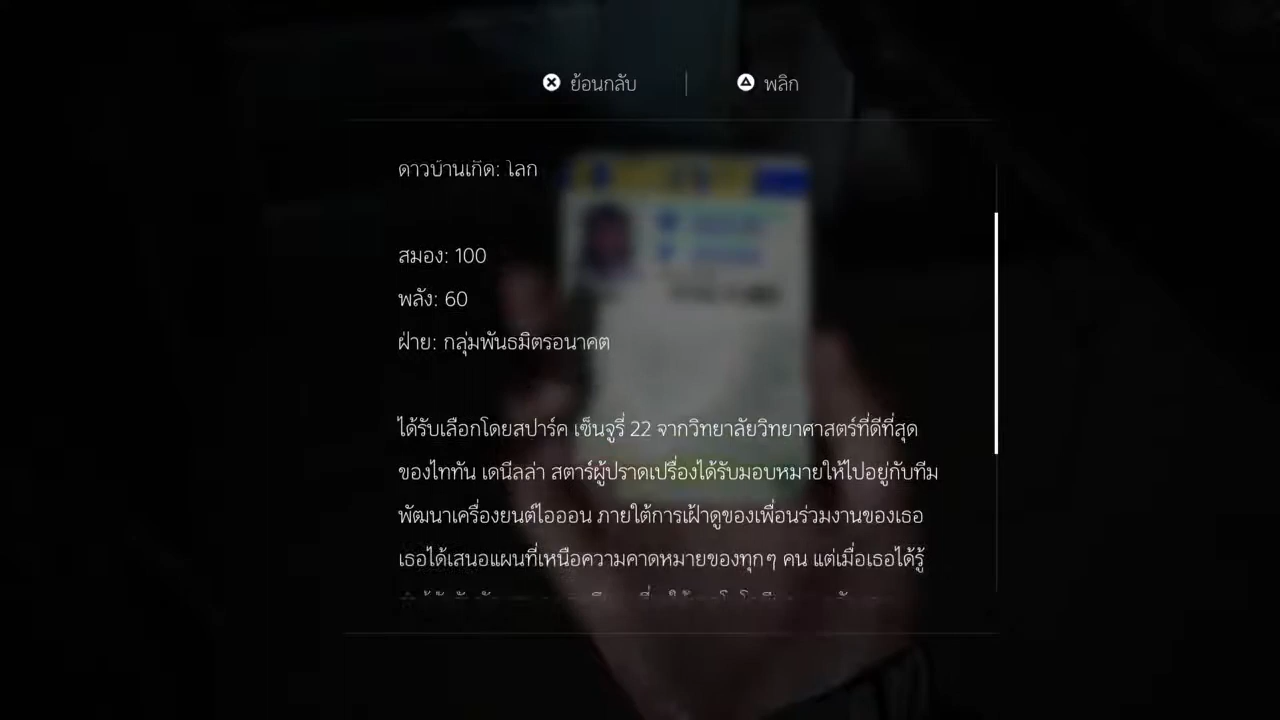 ย้อนกลับ | พลิก
ดาวบ้านเกิด: โลก
สมอง: 100
พลัง: 60
ฝ่าย: กลุ่มพันธมิตรอนาคต
ได้รับเลือกโดยสปาร์ค เซ็นจูรี่ 22 จากวิทยาลัยวิทยาศาสตร์ที่ดีที่สุด
ของไททัน เดนีลล่า สตาร์ผู้ปราดเปรื่องได้รับมอบหมายให้ไปอยู่กับทีม
พัฒนาเครื่องยนต์ไอออน ภายใต้การเฝ้าดูของเพื่อนร่วมงานของเธอ
เธอได้เสนอแผนที่เหนือความคาดหมายของทุกๆ คน แต่เมื่อเธอได้รู้